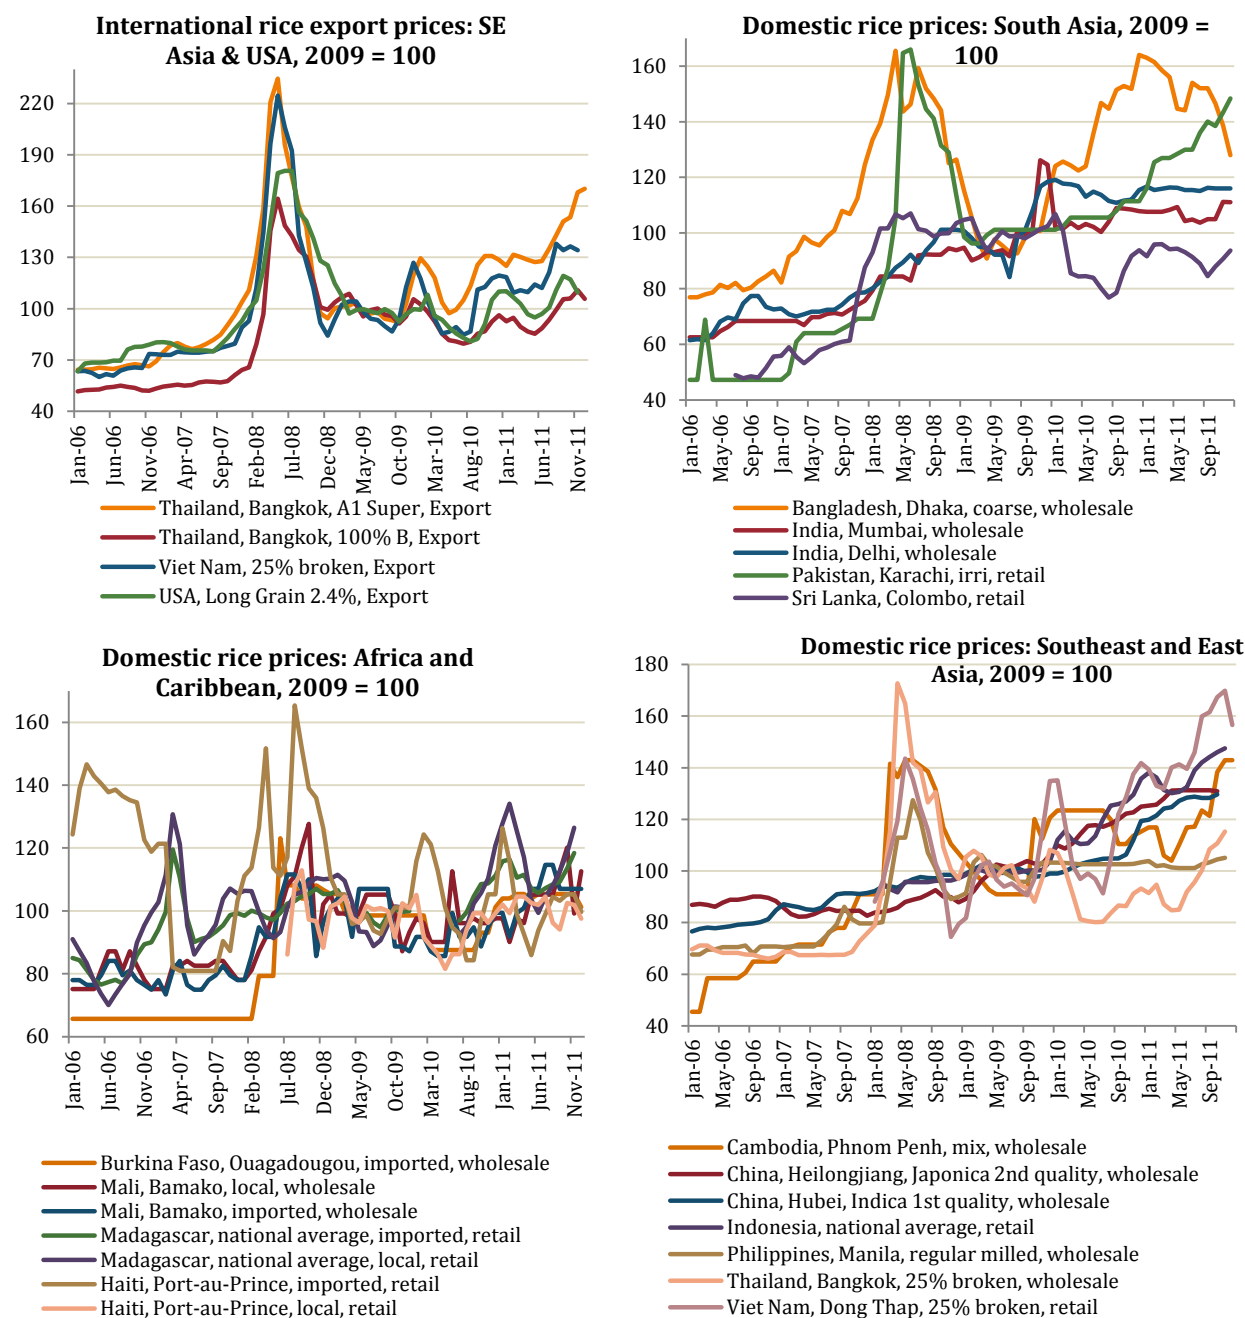 International rice export prices: SE
Asia & USA, 2009 = 100
220
190
160
130
100
70
40
Jan-06
Jun-06
Nov-06
Apr-07
Sep-07
Feb-08
Jul-08
Dec-08
May-09
Oct-09
Mar-10
Aug-10
Jan-11
Jun-11
Nov-11
Thailand, Bangkok, A1 Super, Export
Thailand, Bangkok, 100% B, Export
Viet Nam, 25% broken, Export
USA, Long Grain 2.4%, Export
Domestic rice prices: South Asia, 2009 =
100
160
140
120
100
80
60
40
Jan-06
May-06
Sep-06
Jan-07
May-07
Sep-07
Jan-08
May-08
Sep-08
Jan-09
May-09
Sep-09
Jan-10
May-10
Sep-10
Jan-11
May-11
Sep-11
Bangladesh, Dhaka, coarse, wholesale
India, Mumbai, wholesale
India, Delhi, wholesale
Pakistan, Karachi, irri, retail
Sri Lanka, Colombo, retail
Domestic rice prices: Africa and
Caribbean, 2009 = 100
160
140
120
100
80
60
Jan-06
Jun-06
Nov-06
Apr-07
Sep-07
Feb-08
Jul-08
Dec-08
May-09
Oct-09
Mar-10
Aug-10
Jan-11
Jun-11
Nov-11
Burkina Faso, Ouagadougou, imported, wholesale
Mali, Bamako, local, wholesale
Mali, Bamako, imported, wholesale
Madagascar, national average, imported, retail
Madagascar, national average, local, retail
Haiti, Port-au-Prince, imported, retail
Haiti, Port-au-Prince, local, retail
Domestic rice prices: Southeast and East
Asia, 2009 = 100
180
160
140
120
100
80
60
40
Jan-06
May-06
Sep-06
Jan-07
May-07
Sep-07
Jan-08
May-08
Sep-08
Jan-09
May-09
Sep-09
Jan-10
May-10
Sep-10
Jan-11
May-11
Sep-11
Cambodia, Phnom Penh, mix, wholesale
China, Heilongjiang, Japonica 2nd quality, wholesale
China, Hubei, Indica 1st quality, wholesale
Indonesia, national average, retail
Philippines, Manila, regular milled, wholesale
Thailand, Bangkok, 25% broken, wholesale
Viet Nam, Dong Thap, 25% broken, retail